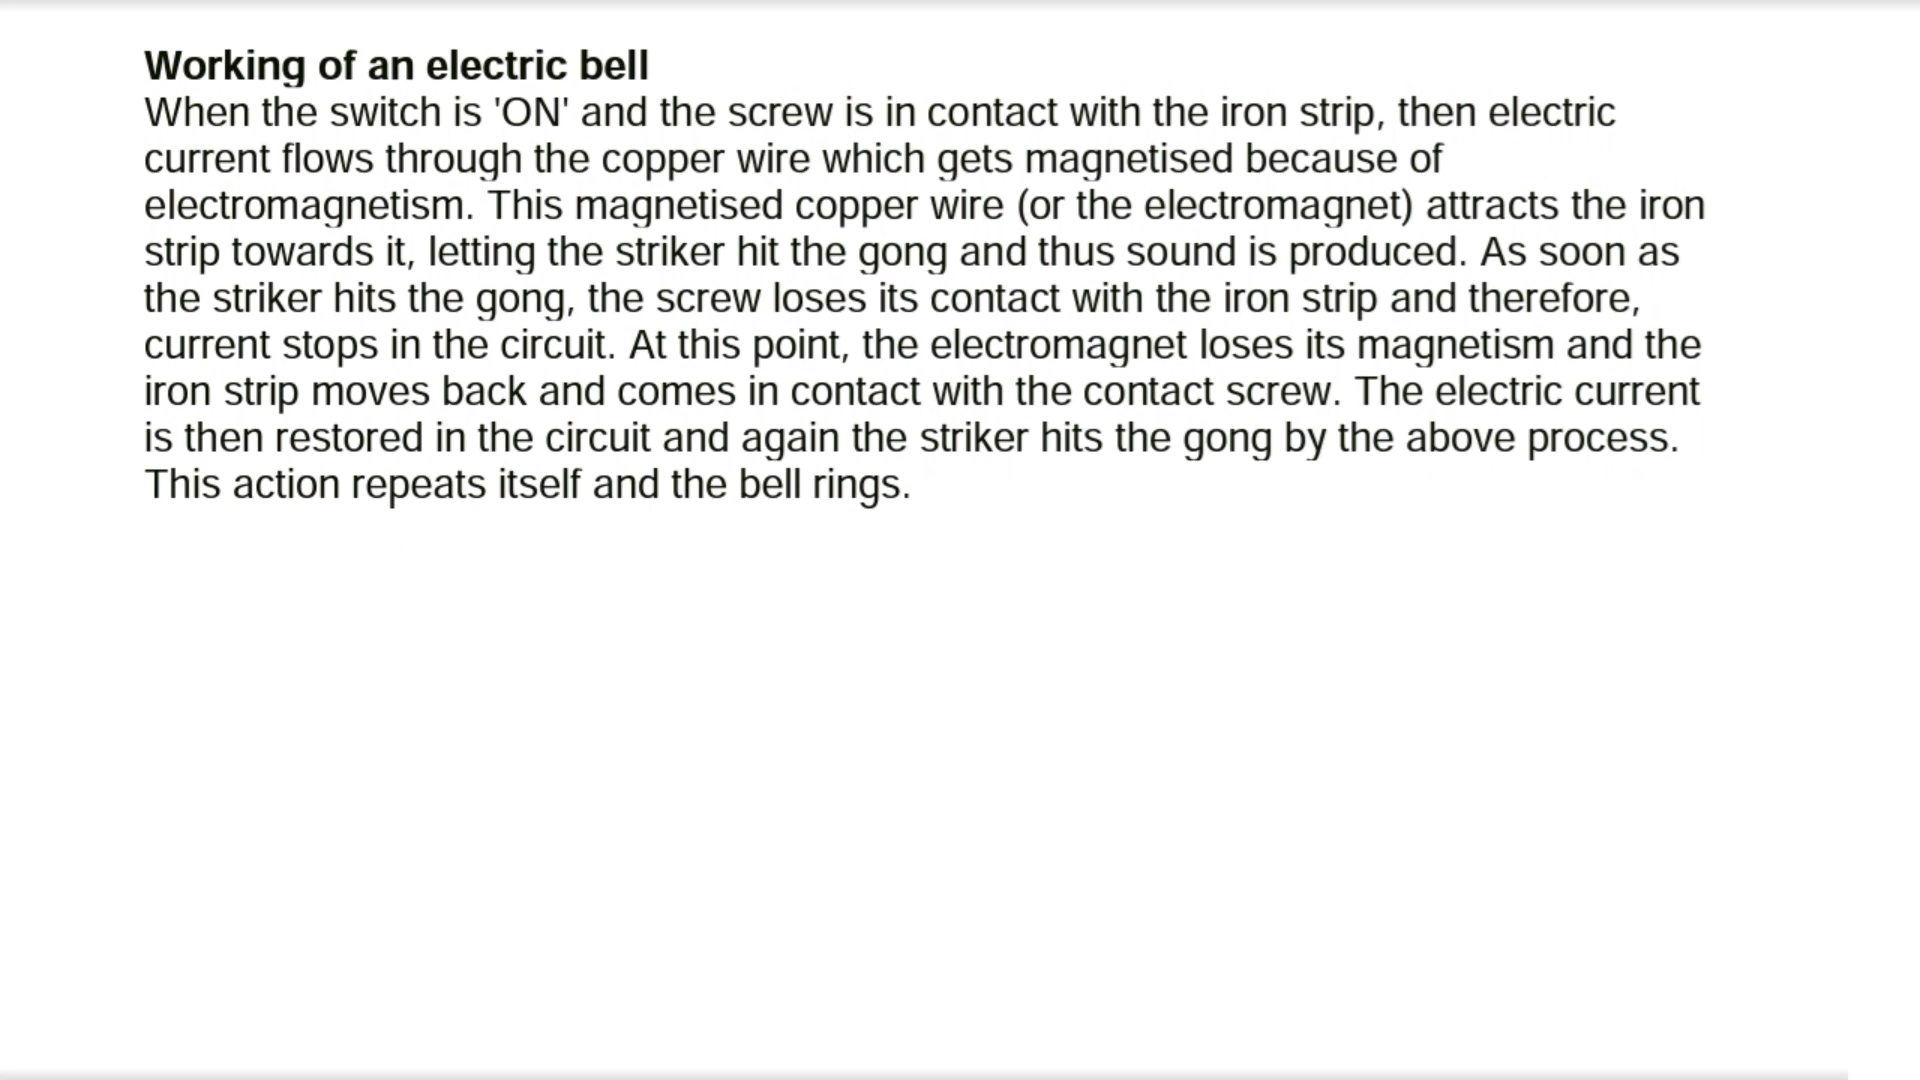 Working of an electric bell
When the switch is 'ON' and the screw is in contact with the iron strip, then electric
current flows through the copper wire which gets magnetised because of
electromagnetism. This magnetised copper wire (or the electromagnet) attracts the iron
strip towards it, letting the striker hit the gong and thus sound is produced. As soon as
the striker hits the gong, the screw loses its contact with the iron strip and therefore,
current stops in the circuit. At this point, the electromagnet loses its magnetism and the
iron strip moves back and comes in contact with the contact screw. The electric current
is then restored in the circuit and again the striker hits the gong by the above process.
This action repeats itself and the bell rings.